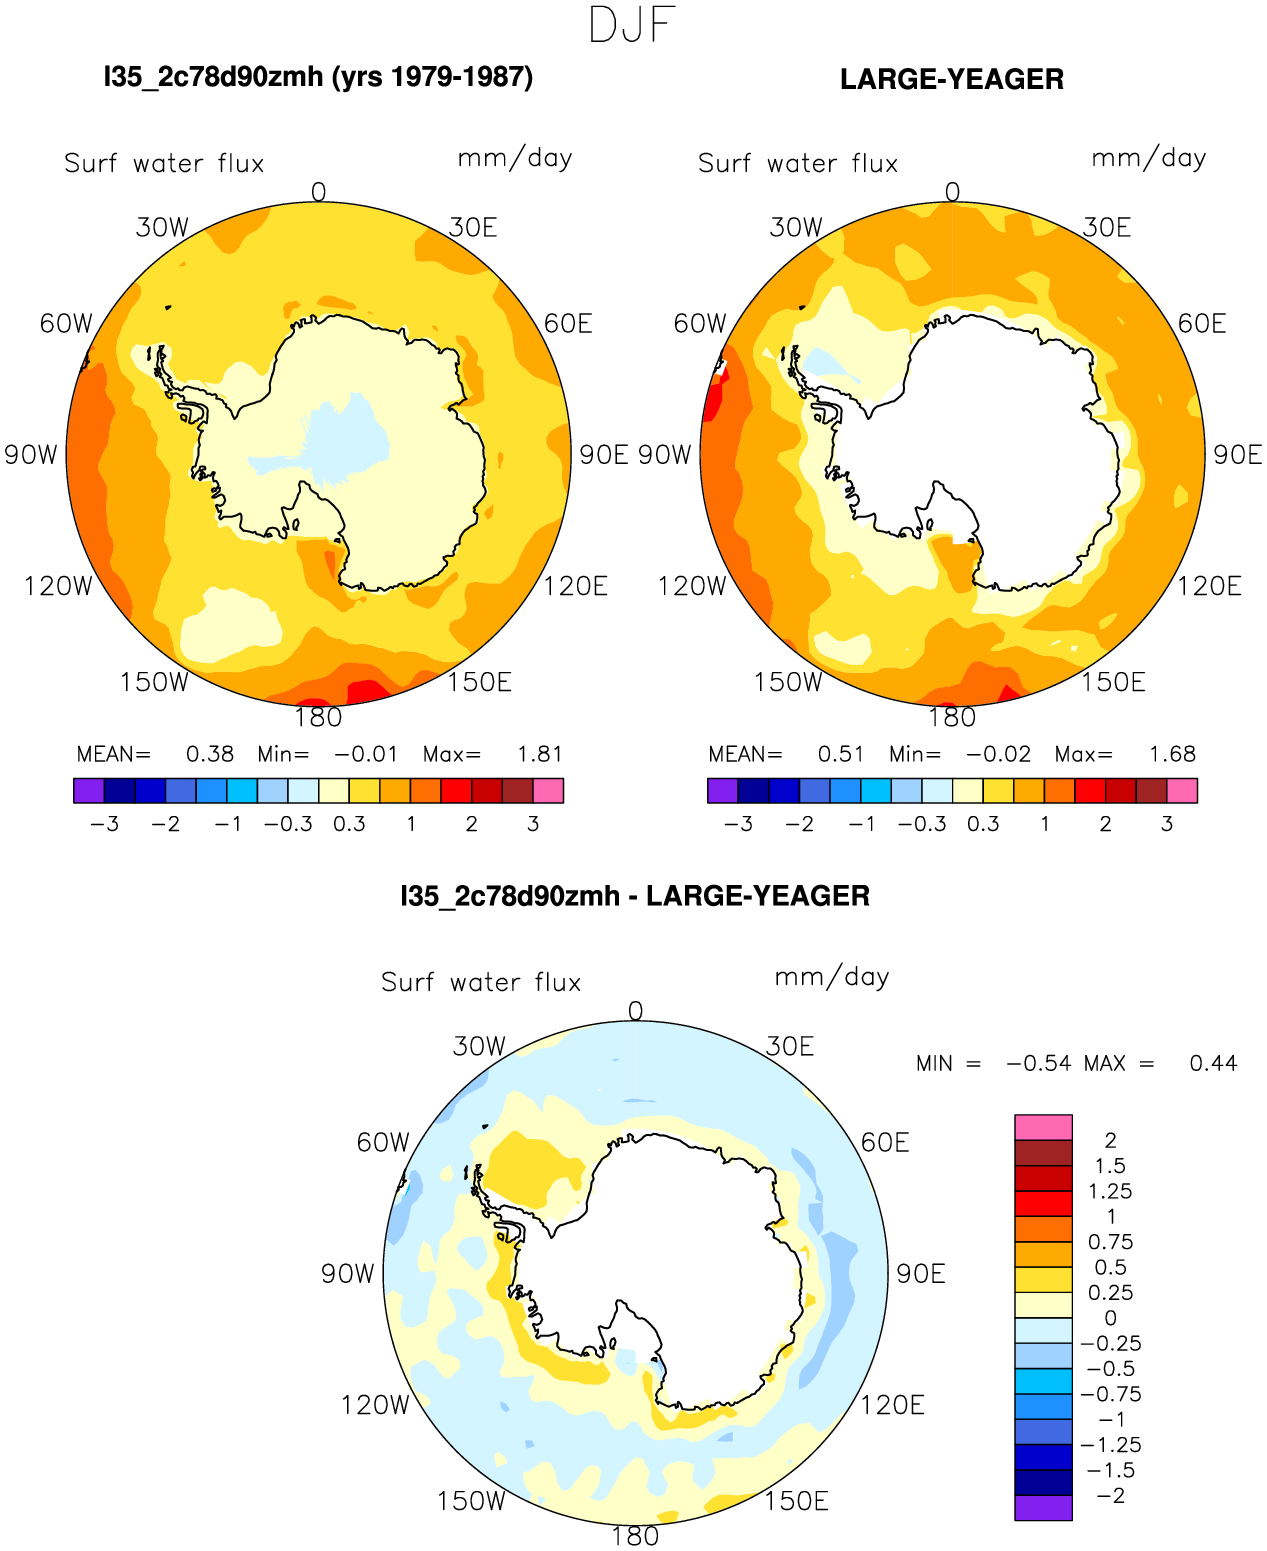 DJF
I35_2c78d90zmh (yrs 1979-1987)
Surf water flux mm/day
0
30W 30E
60W 60E
90W 90E
120W 120E
150W 150E
180
MEAN= 0.38 Min= -0.01 Max= 1.81
-3 -2 -1 -0.3 0.3 1 2 3
LARGE-YEAGER
Surf water flux mm/day
0
30W 30E
60W 60E
90W 90E
120W 120E
150W 150E
180
MEAN= 0.51 Min= -0.02 Max= 1.68
-3 -2 -1 -0.3 0.3 1 2 3
I35_2c78d90zmh - LARGE-YEAGER
Surf water flux mm/day
0
30W 30E
60W 60E
90W 90E
120W 120E
150W 150E
180
MIN = -0.54 MAX = 0.44
2
1.5
1.25
1
0.75
0.5
0.25
0
-0.25
-0.5
-0.75
-1
-1.25
-1.5
-2